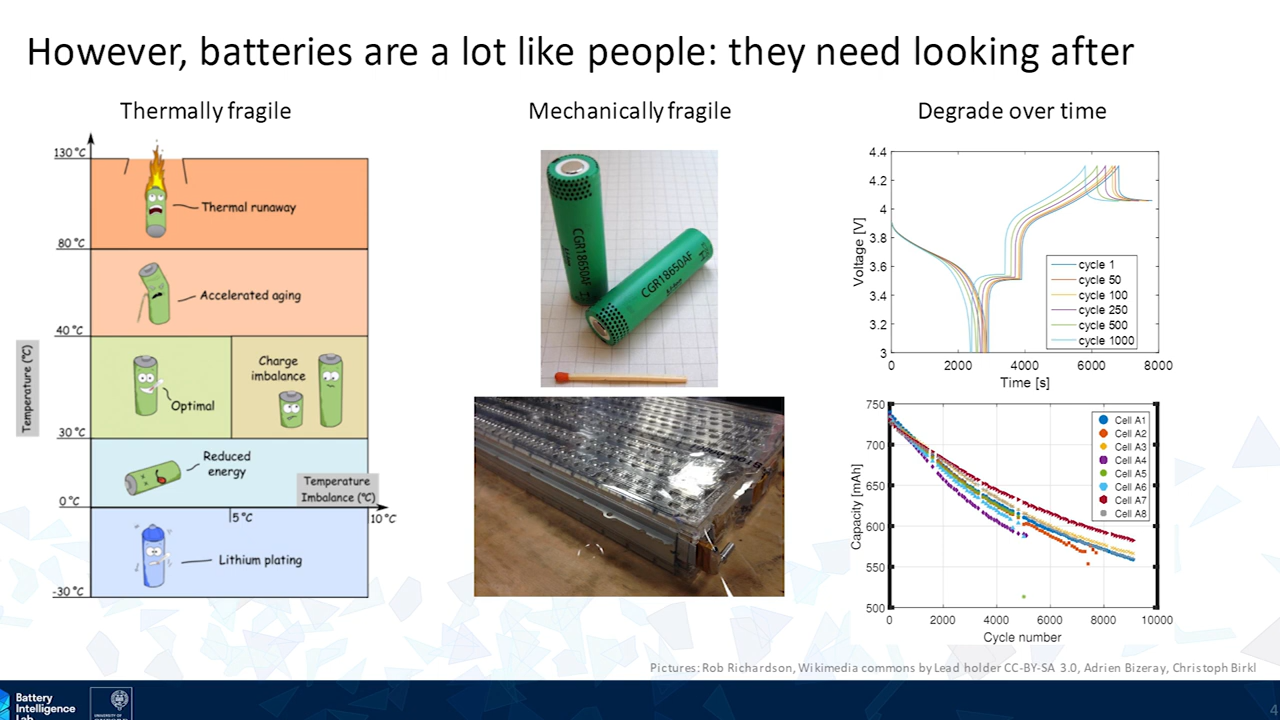 However, batteries are a lot like people: they need looking after
Thermally fragile
Mechanically fragile
Degrade over time
130 °C
Thermal runaway
80 °C
Accelerated aging
40 °C
Charge
imbalance
Optimal
Temperature (°C)
30 °C
Reduced
energy
Temperature
Imbalance (°C)
0 °C
5 °C
10 °C
Lithium plating
-30 °C
CGR18650AF
Li-ion
CGR18650AF
Li-ion
4.4
4.2
4
3.8
3.6
3.4
3.2
3
Voltage [V]
cycle 1
cycle 50
cycle 100
cycle 250
cycle 500
cycle 1000
0 2000 4000 6000 8000
Time [s]
750
700
650
600
550
500
Capacity [mAh]
Cell A1
Cell A2
Cell A3
Cell A4
Cell A5
Cell A6
Cell A7
Cell A8
0 2000 4000 6000 8000 10000
Cycle number
Pictures: Rob Richardson, Wikimedia commons by Lead holder CC-BY-SA 3.0, Adrien Bizeray, Christoph Birkl
Battery
Intelligence
Lab
UNIVERSITY OF
4